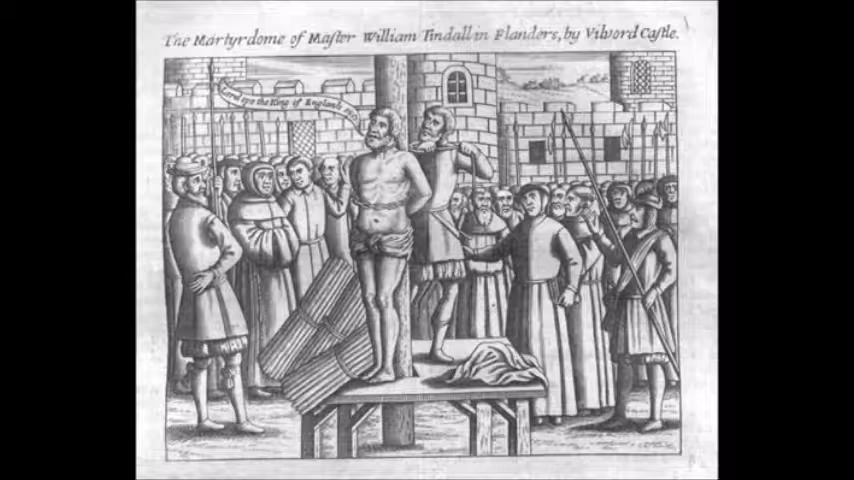 The Martyrdome of Master William Tindall in Flanders, by Vilvord Castle.
Lord ope the King of Englands eies